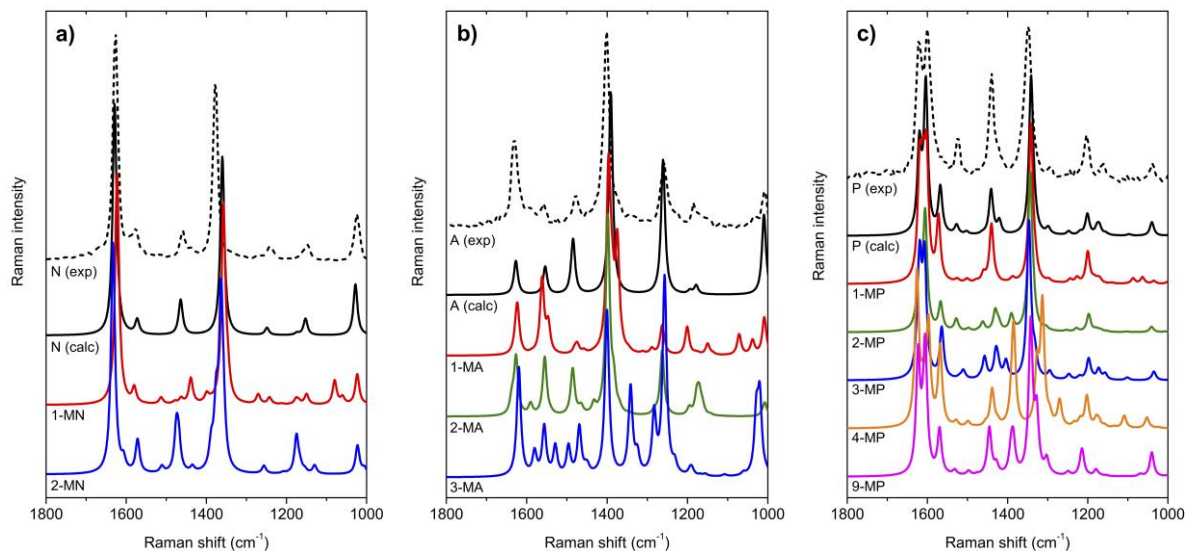 a)
N (exp)
N (calc)
1-MN
2-MN
1800 1600 1400 1200 1000
Raman shift (cm⁻¹)
Raman intensity
b)
A (exp)
A (calc)
1-MA
2-MA
3-MA
1800 1600 1400 1200 1000
Raman shift (cm⁻¹)
Raman intensity
c)
P (exp)
P (calc)
1-MP
2-MP
3-MP
4-MP
9-MP
1800 1600 1400 1200 1000
Raman shift (cm⁻¹)
Raman intensity